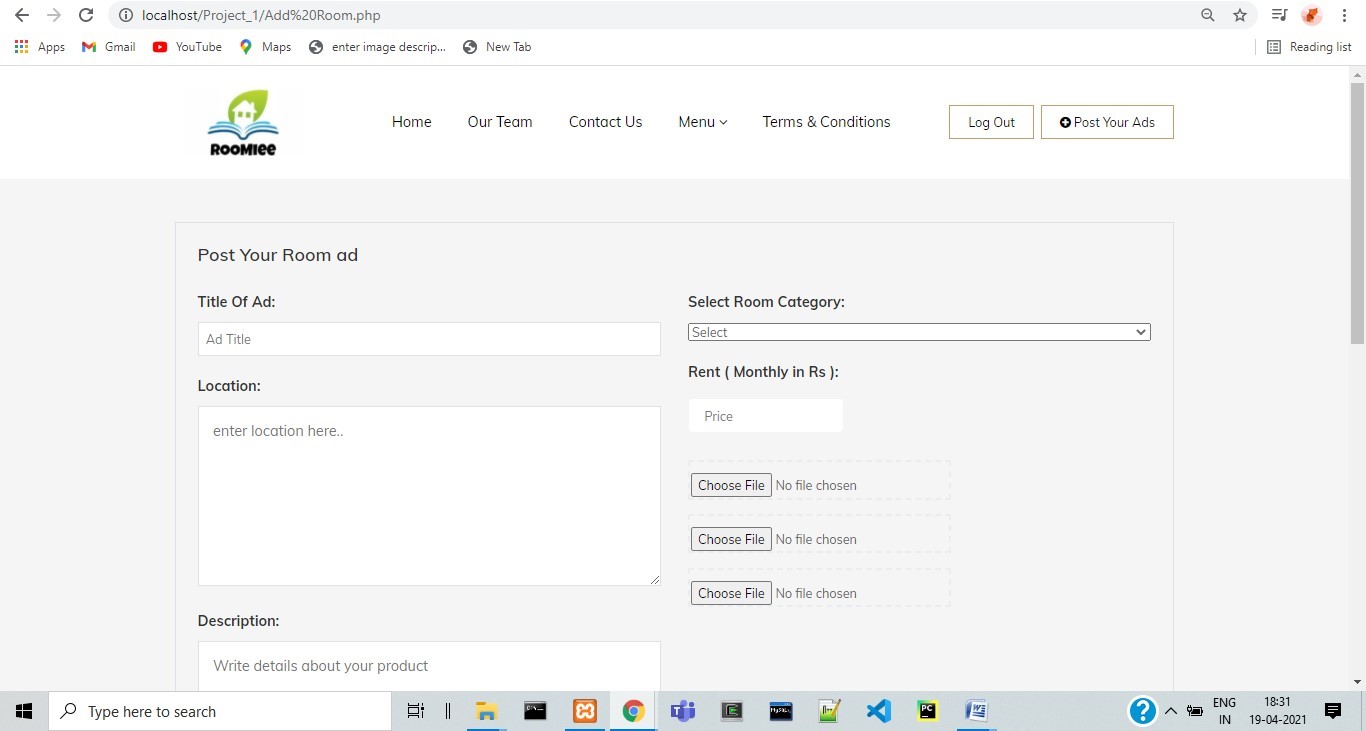 localhost/Project_1/Add%20Room.php
Apps Gmail YouTube Maps enter image descrip... New Tab Reading list
ROOMIEE
Home Our Team Contact Us Menu Terms & Conditions Log Out Post Your Ads
Post Your Room ad
Title Of Ad:
Ad Title
Location:
enter location here..
Description:
Write details about your product
Select Room Category:
Select
Rent ( Monthly in Rs ):
Price
Choose File No file chosen
Choose File No file chosen
Choose File No file chosen
Type here to search
ENG
IN
18:31
19-04-2021